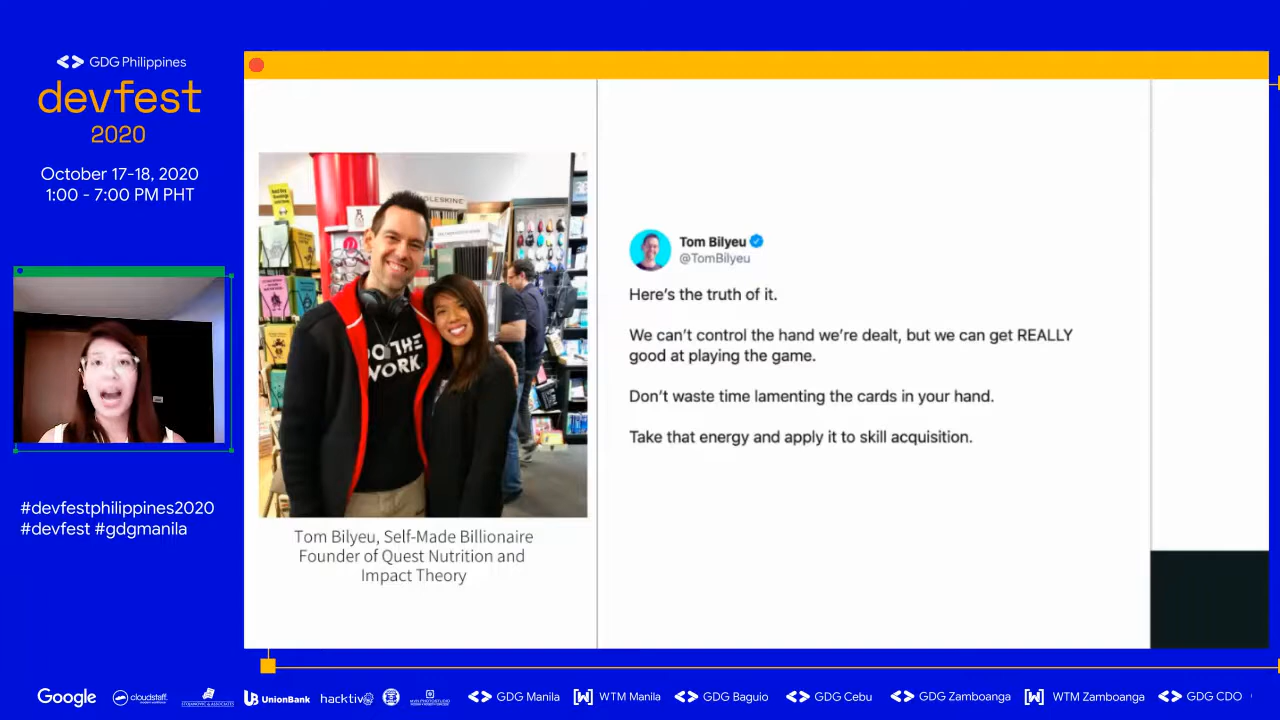 GDG Philippines
devfest
2020
October 17-18, 2020
1:00 - 7:00 PM PHT
#devfestphilippines2020
#devfest #gdgmanila
MOLESKINE
DO THE
WORK.
Tom Bilyeu, Self-Made Billionaire
Founder of Quest Nutrition and
Impact Theory
Tom Bilyeu
@TomBilyeu
Here's the truth of it.
We can't control the hand we're dealt, but we can get REALLY
good at playing the game.
Don't waste time lamenting the cards in your hand.
Take that energy and apply it to skill acquisition.
Google
cloudstaff
UnionBank
hacktiv8
GDG Manila
WTM Manila
GDG Baguio
GDG Cebu
GDG Zamboanga
WTM Zamboanga
GDG CDO